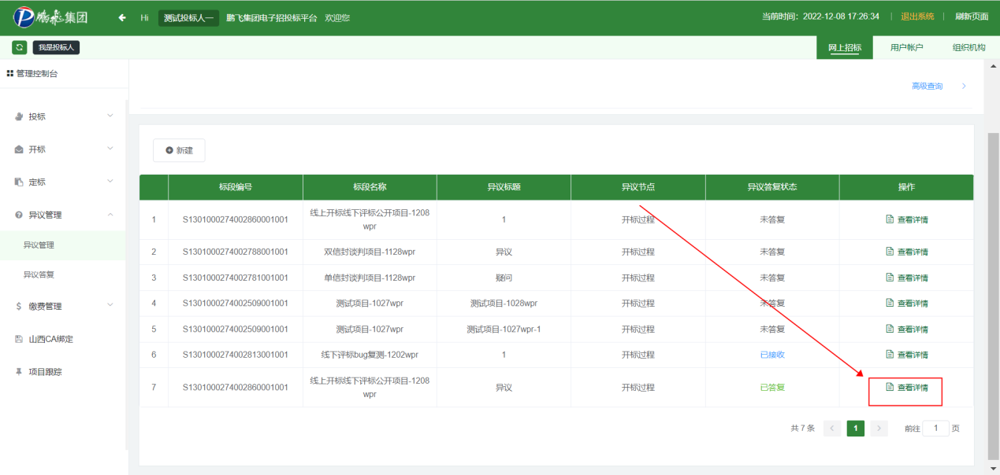 鹏飞集团
Hi 测试投标人一 鹏飞集团电子招投标平台 欢迎您
当前时间：2022-12-08 17:26:34 退出系统 刷新页面
我是投标人
网上招标 用户帐户 组织机构
管理控制台
高级查询
投标
开标
定标
异议管理
异议管理
异议答复
缴费管理
山西CA绑定
项目跟踪
新建
标段编号 标段名称 异议标题 异议节点 异议答复状态 操作
1 S1301000274002860001001 线上开标线下评标公开项目-1208
wpr 1 开标过程 未答复 查看详情
2 S1301000274002788001001 双信封谈判项目-1128wpr 异议 开标过程 未答复 查看详情
3 S1301000274002781001001 单信封谈判项目-1128wpr 疑问 开标过程 未答复 查看详情
4 S1301000274002509001001 测试项目-1027wpr 测试项目-1028wpr 开标过程 未答复 查看详情
5 S1301000274002509001001 测试项目-1027wpr 测试项目-1027wpr-1 开标过程 未答复 查看详情
6 S1301000274002813001001 线下评标bug复测-1202wpr 1 开标过程 已接收 查看详情
7 S1301000274002860001001 线上开标线下评标公开项目-1208
wpr 异议 开标过程 已答复 查看详情
共 7 条 1 前往 1 页